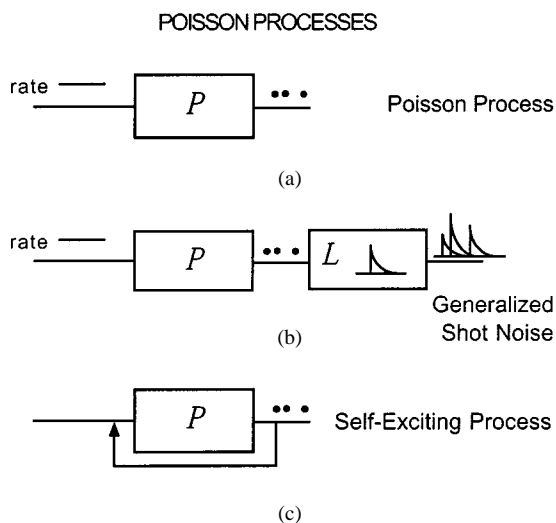 POISSON PROCESSES
rate
P
Poisson Process
(a)
rate
P
L
Generalized
Shot Noise
(b)
P
Self-Exciting Process
(c)